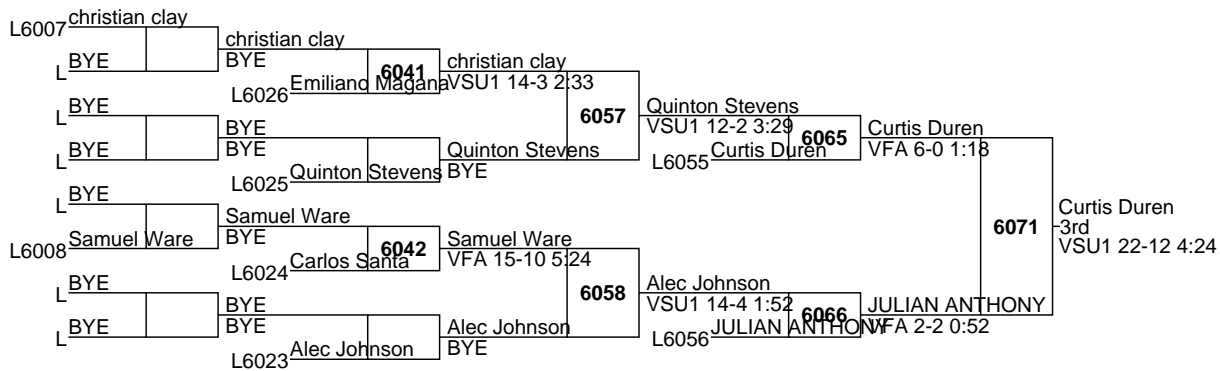 christian clay
L6007
BYE
L
christian clay
BYE
6041
L6026
Emiliano Magana
christian clay
VSU1 14-3 2:33
BYE
L
BYE
L
BYE
BYE
L6025
Quinton Stevens
Quinton Stevens
BYE
6057
Quinton Stevens
VSU1 12-2 3:29
L6055
Curtis Duren
6065
Curtis Duren
VFA 6-0 1:18
BYE
L
L6008
Samuel Ware
Samuel Ware
BYE
6042
L6024
Carlos Santa
Samuel Ware
VFA 15-10 5:24
BYE
L
BYE
L
BYE
BYE
L6023
Alec Johnson
Alec Johnson
BYE
6058
Alec Johnson
VSU1 14-4 1:52
L6056
JULIAN ANTHONY
6066
JULIAN ANTHONY
VFA 2-2 0:52
6071
Curtis Duren
3rd
VSU1 22-12 4:24